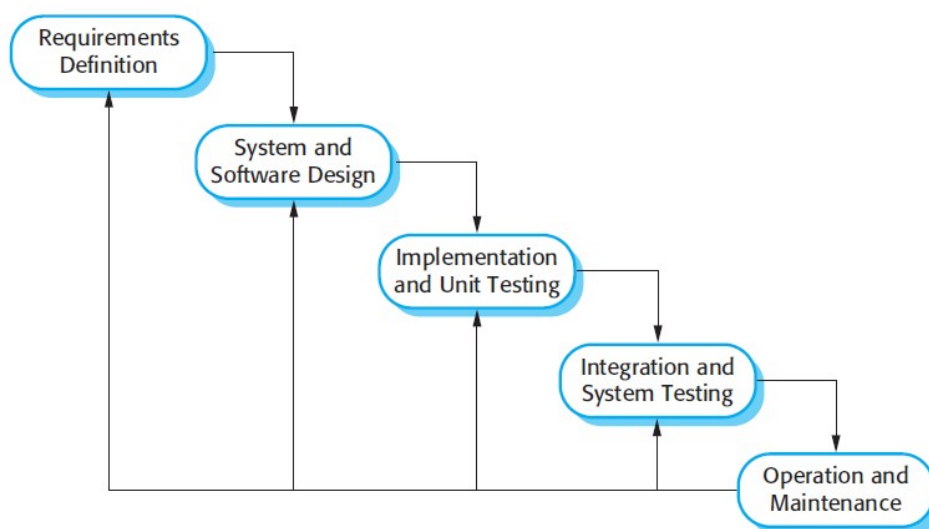 Requirements
Definition
System and
Software Design
Implementation
and Unit Testing
Integration and
System Testing
Operation and
Maintenance